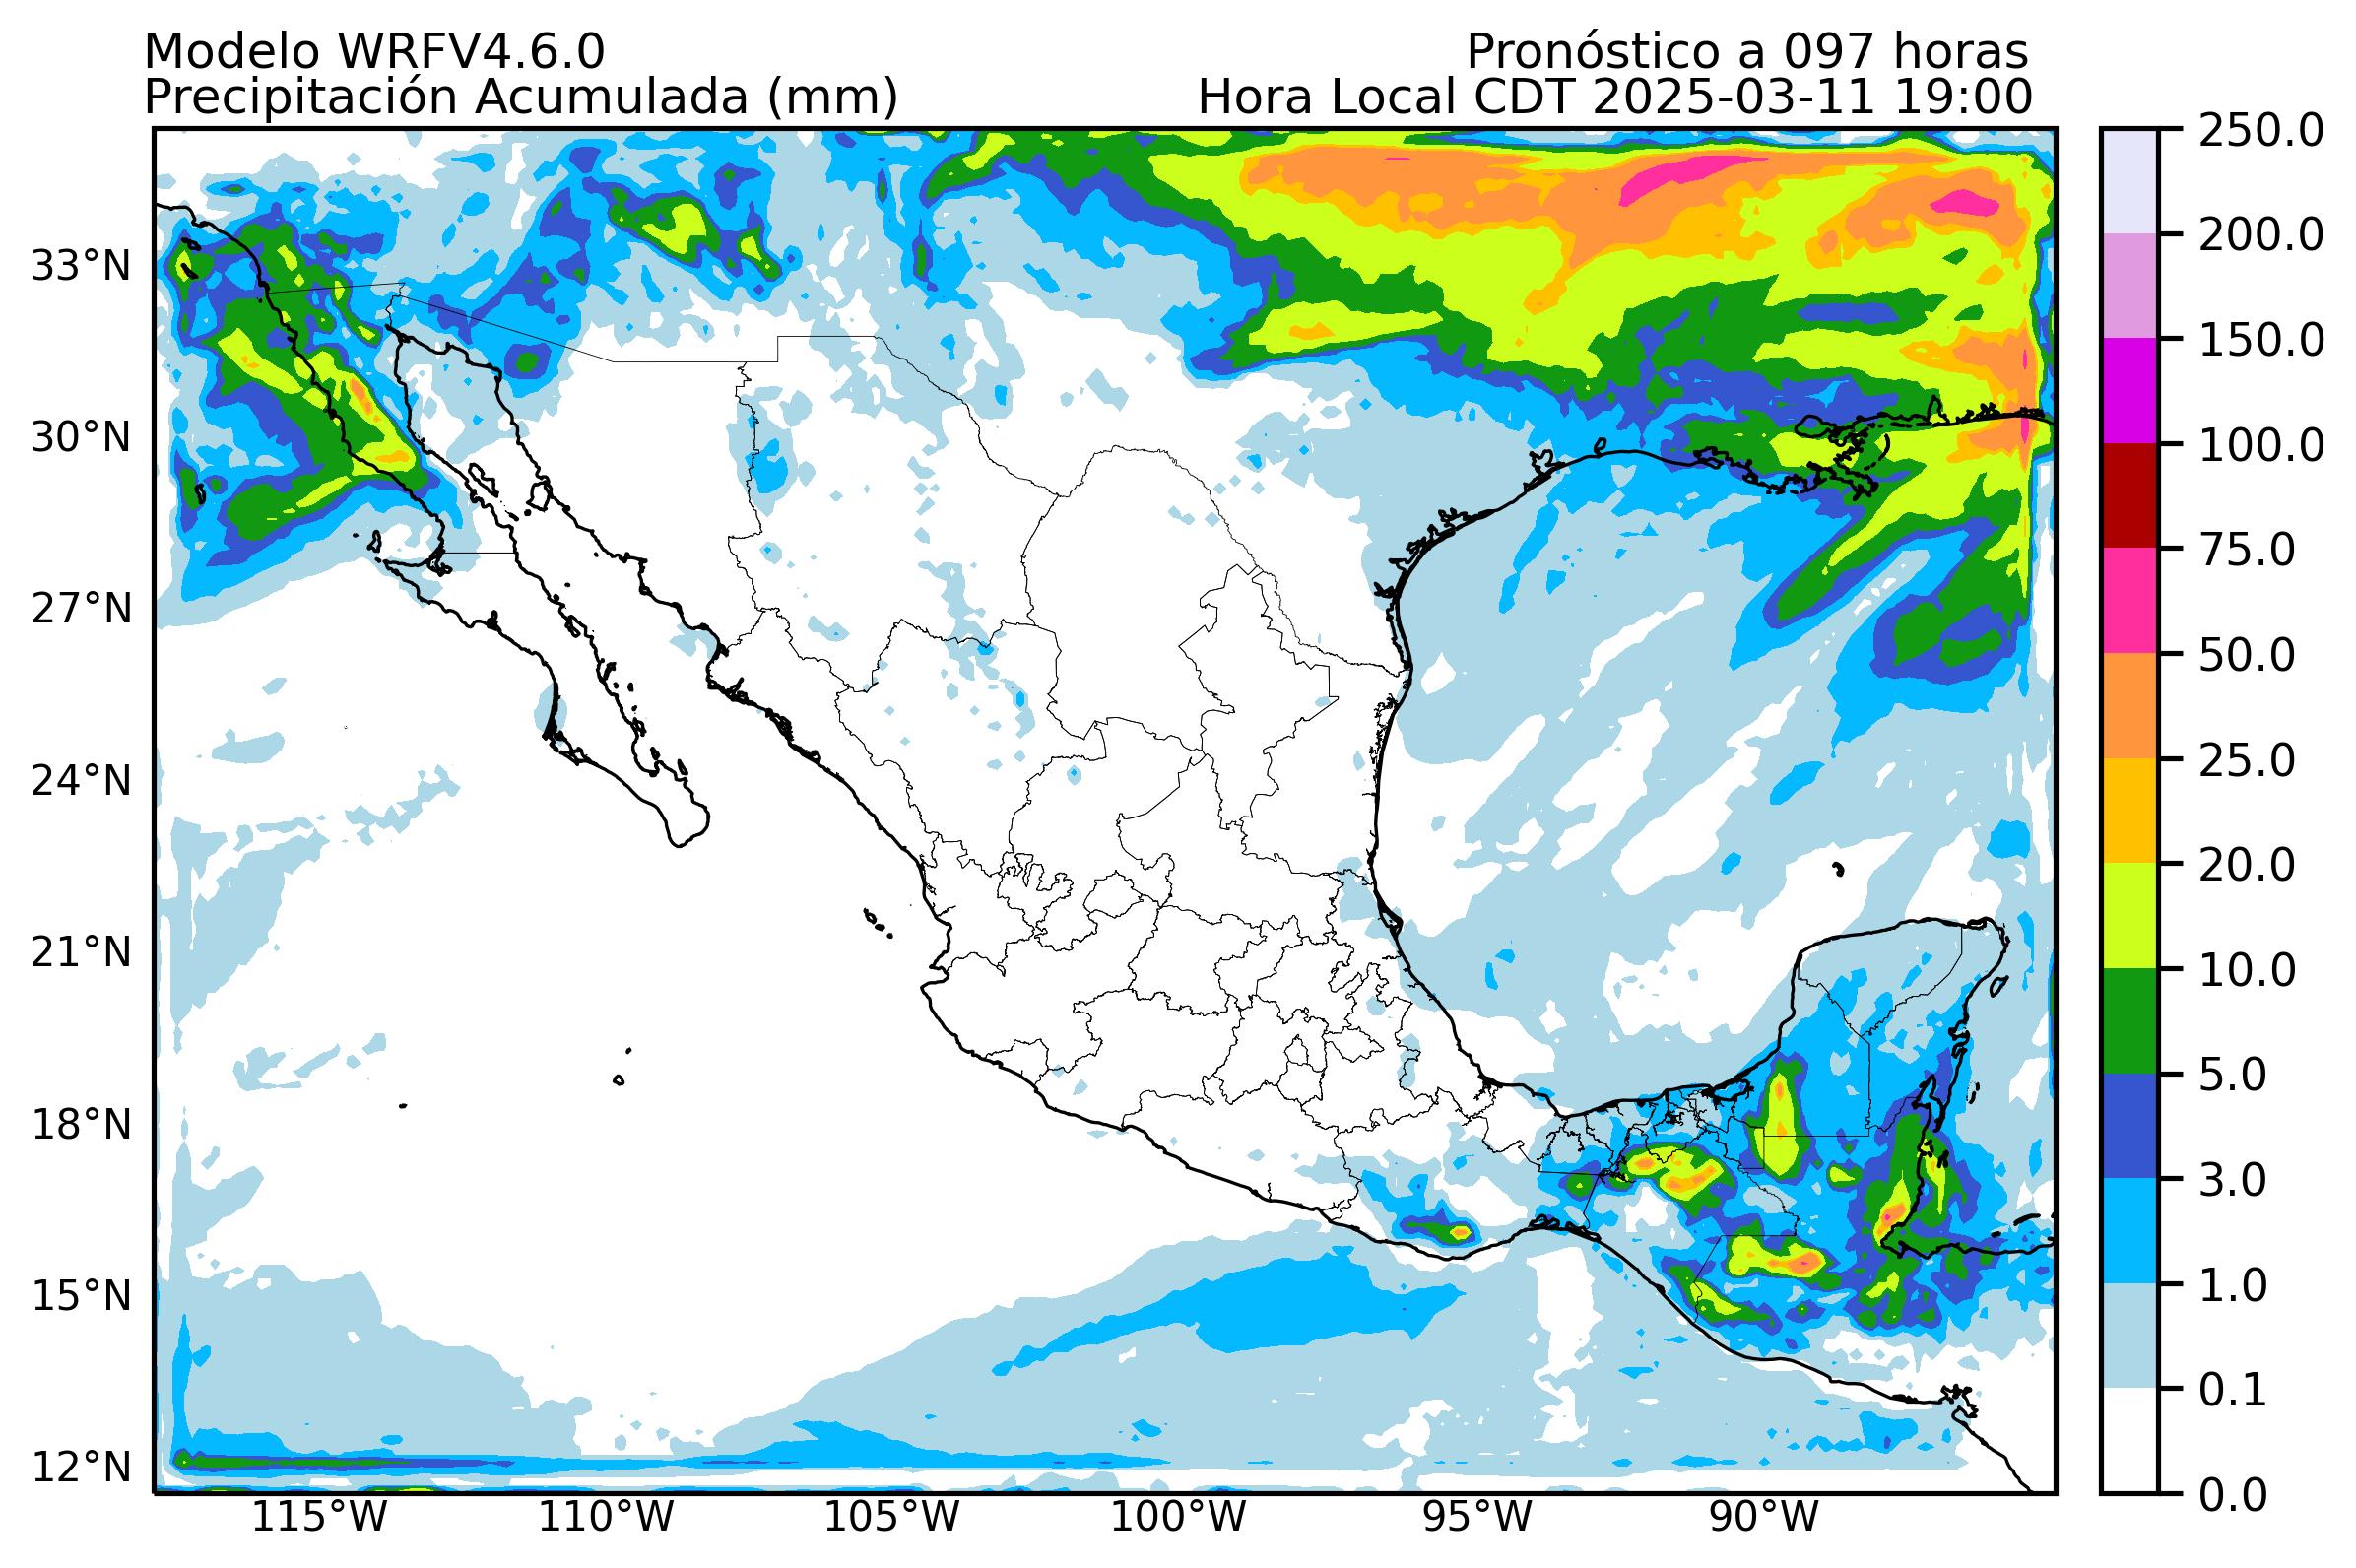 Modelo WRFV4.6.0
Pronóstico a 097 horas
Precipitación Acumulada (mm)
Hora Local CDT 2025-03-11 19:00
33°N
30°N
27°N
24°N
21°N
18°N
15°N
12°N
115°W
110°W
105°W
100°W
95°W
90°W
250.0
200.0
150.0
100.0
75.0
50.0
25.0
20.0
10.0
5.0
3.0
1.0
0.1
0.0